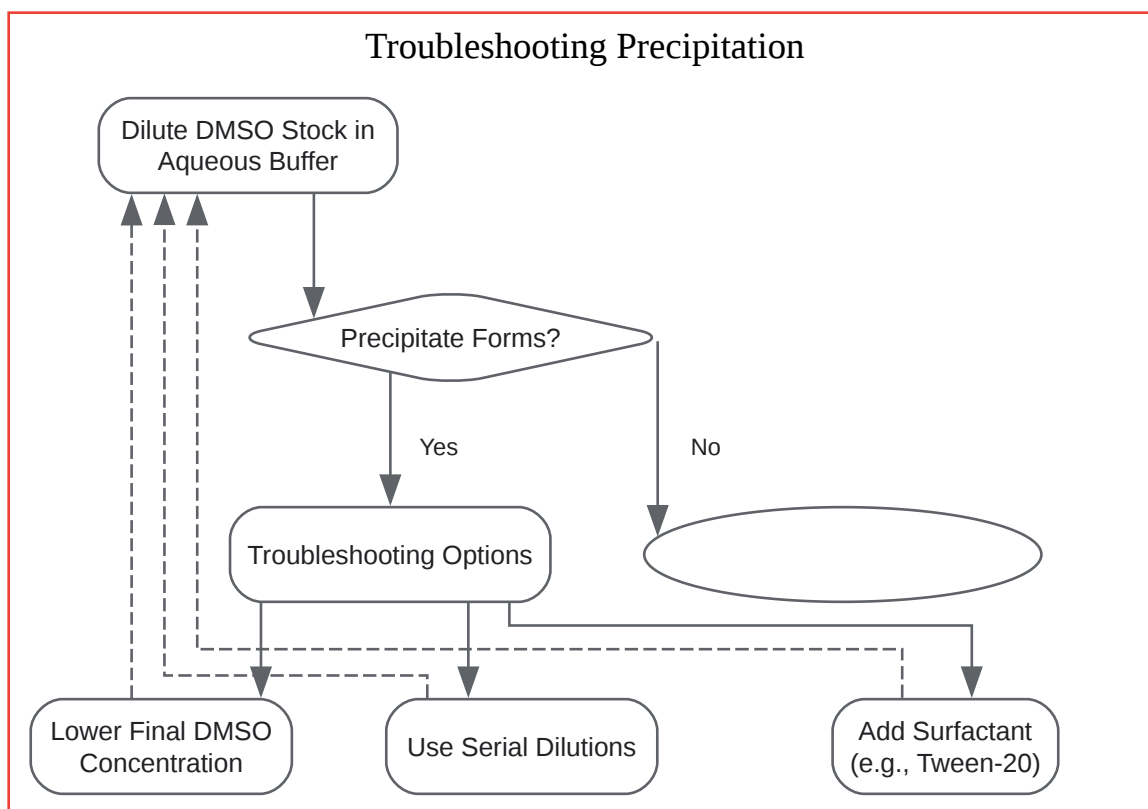 Troubleshooting Precipitation
Dilute DMSO Stock in
Aqueous Buffer
Precipitate Forms?
Yes
No
Troubleshooting Options
Lower Final DMSO
Concentration
Use Serial Dilutions
Add Surfactant
(e.g., Tween-20)